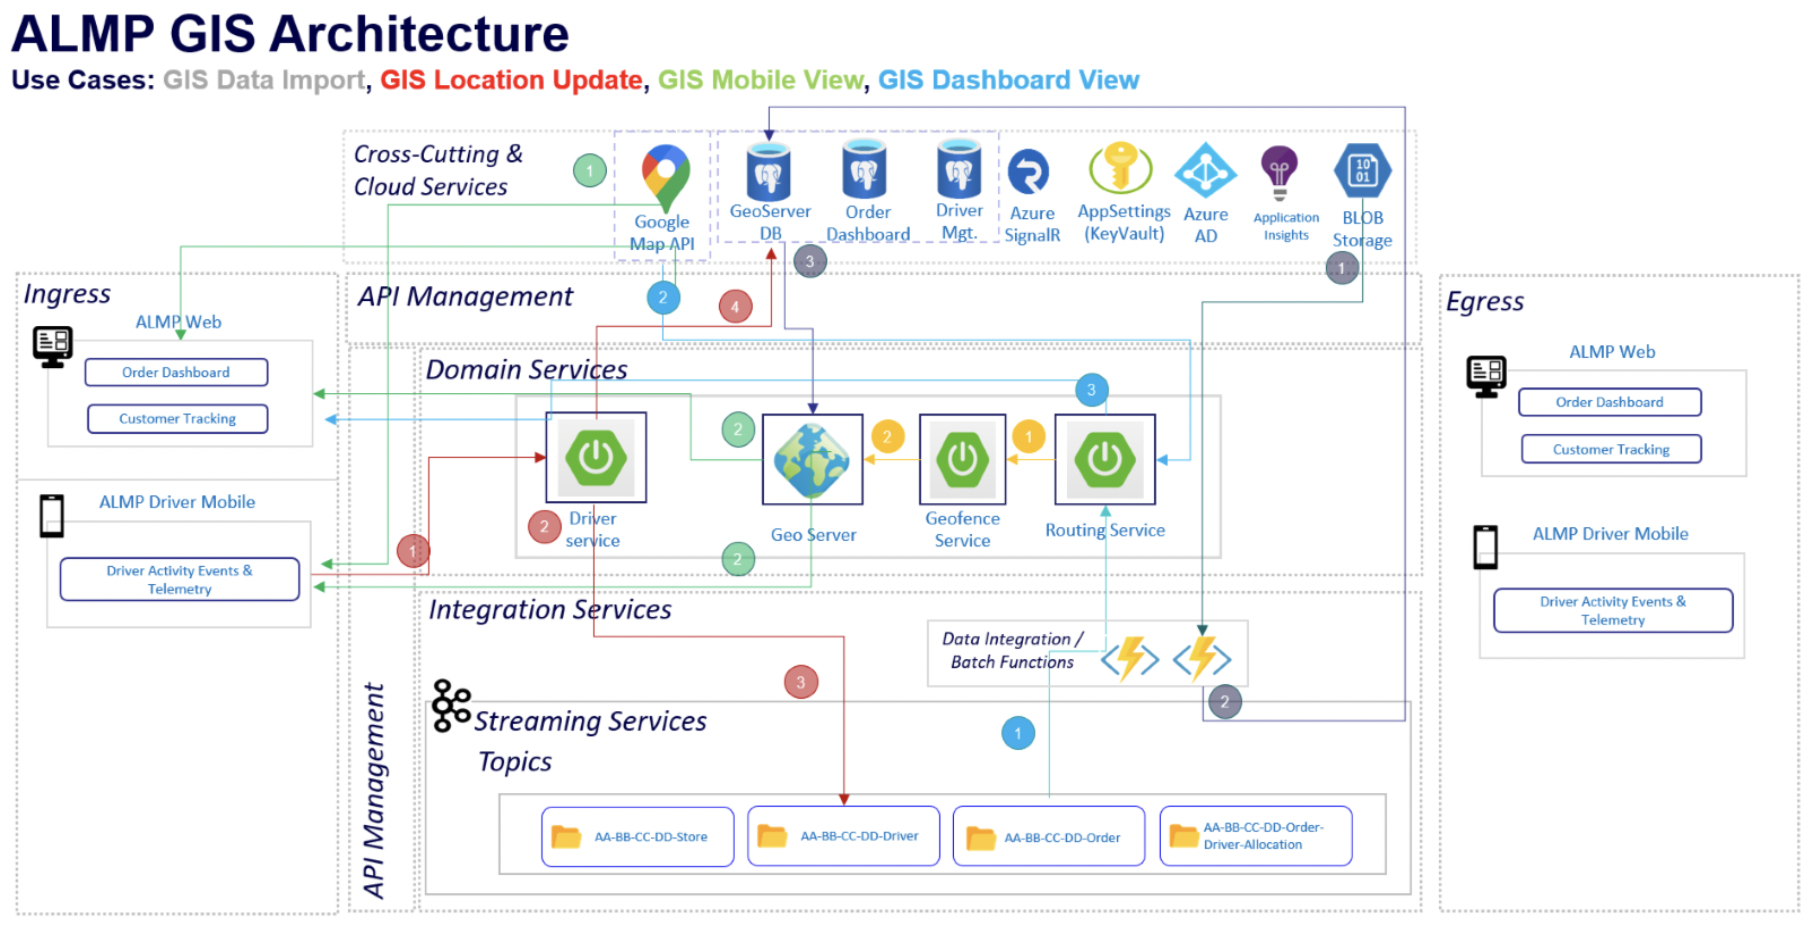 ALMP GIS Architecture
Use Cases: GIS Data Import, GIS Location Update, GIS Mobile View, GIS Dashboard View
Cross-Cutting &
Cloud Services
1
Google
Map API
GeoServer
DB
Order
Dashboard
Driver
Mgt.
Azure
SignalR
AppSettings
(KeyVault)
Azure
AD
Application
Insights
10
01
BLOB
Storage
3
1
Ingress
ALMP Web
Order Dashboard
Customer Tracking
ALMP Driver Mobile
Driver Activity Events &
Telemetry
1
API Management
2
4
API Management
Domain Services
3
2
2
1
2
Driver
service
Geo Server
Geofence
Service
Routing Service
2
Integration Services
Data Integration /
Batch Functions
3
2
1
Streaming Services
Topics
AA-BB-CC-DD-Store
AA-BB-CC-DD-Driver
AA-BB-CC-DD-Order
AA-BB-CC-DD-Order-
Driver-Allocation
Egress
ALMP Web
Order Dashboard
Customer Tracking
ALMP Driver Mobile
Driver Activity Events &
Telemetry